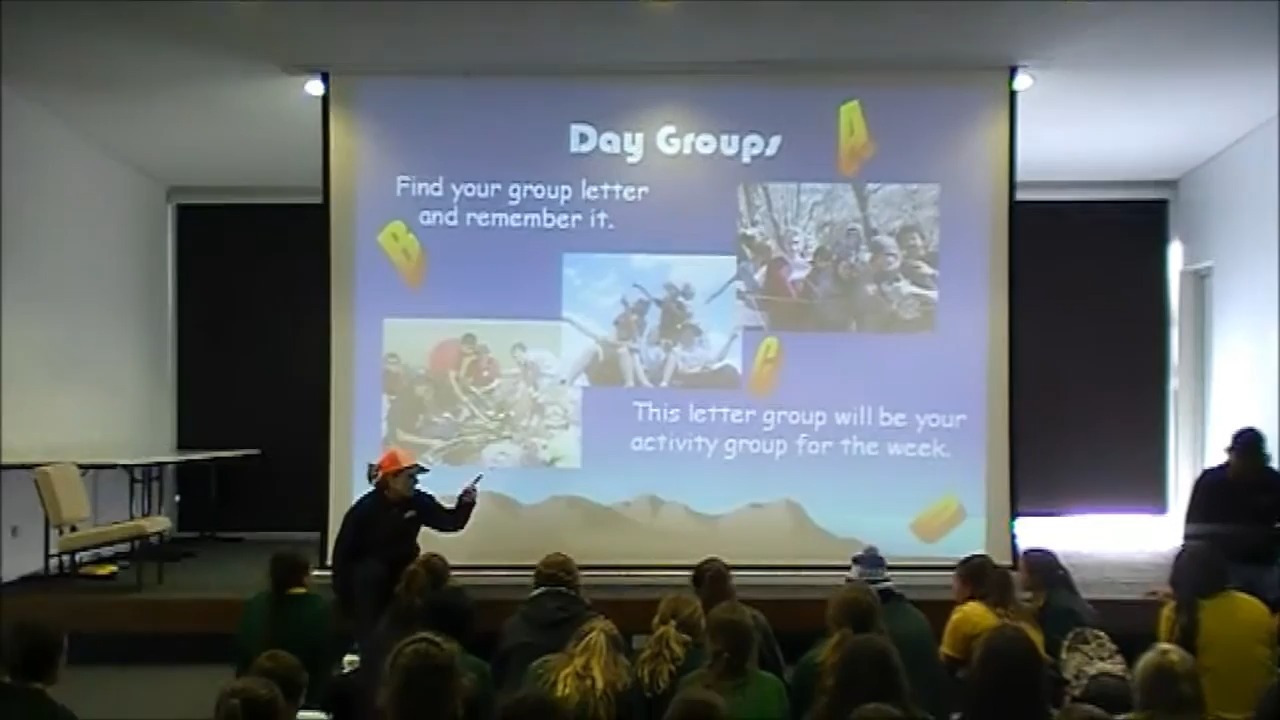 Day Groups
A
Find your group letter
and remember it.
B
C
This letter group will be your
activity group for the week.